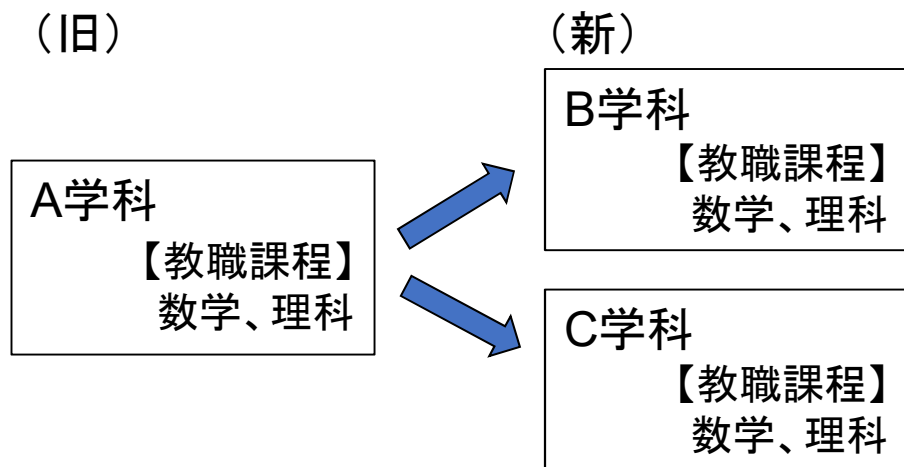 （旧）
A学科
【教職課程】
数学、理科
（新）
B学科
【教職課程】
数学、理科
C学科
【教職課程】
数学、理科